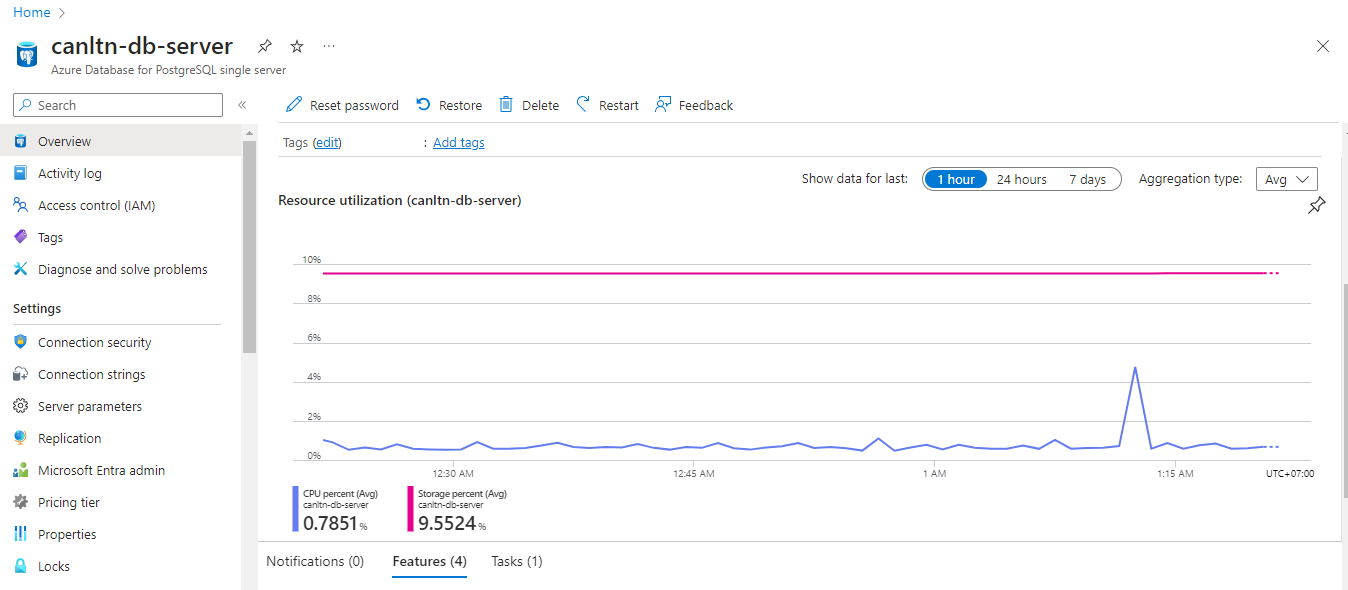 Home
canltn-db-server
Azure Database for PostgreSQL single server
Search
Reset password Restore Delete Restart Feedback
Overview
Activity log
Access control (IAM)
Tags
Diagnose and solve problems
Settings
Connection security
Connection strings
Server parameters
Replication
Microsoft Entra admin
Pricing tier
Properties
Locks
Tags (edit) : Add tags
Show data for last: 1 hour 24 hours 7 days Aggregation type: Avg
Resource utilization (canltn-db-server)
10%
8%
6%
4%
2%
0%
12:30 AM 12:45 AM 1 AM 1:15 AM UTC+07:00
CPU percent (Avg)
canltn-db-server
0.7851 %
Storage percent (Avg)
canltn-db-server
9.5524 %
Notifications (0) Features (4) Tasks (1)